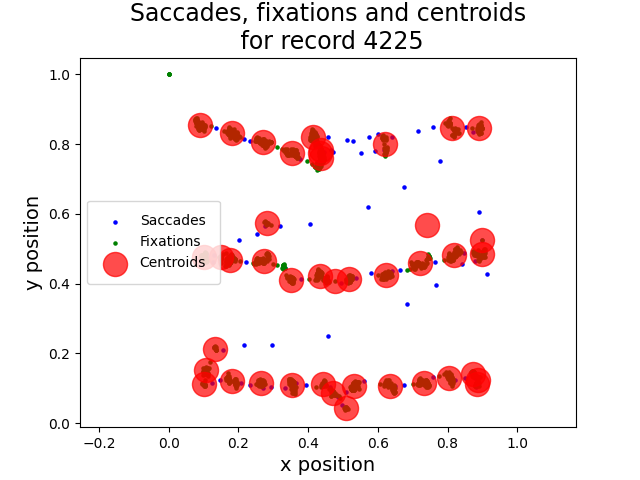 Saccades, fixations and centroids
for record 4225
1.0
0.8
0.6
0.4
0.2
0.0
y position
Saccades
Fixations
Centroids
−0.2
0.0
0.2
0.4
0.6
0.8
1.0
x position